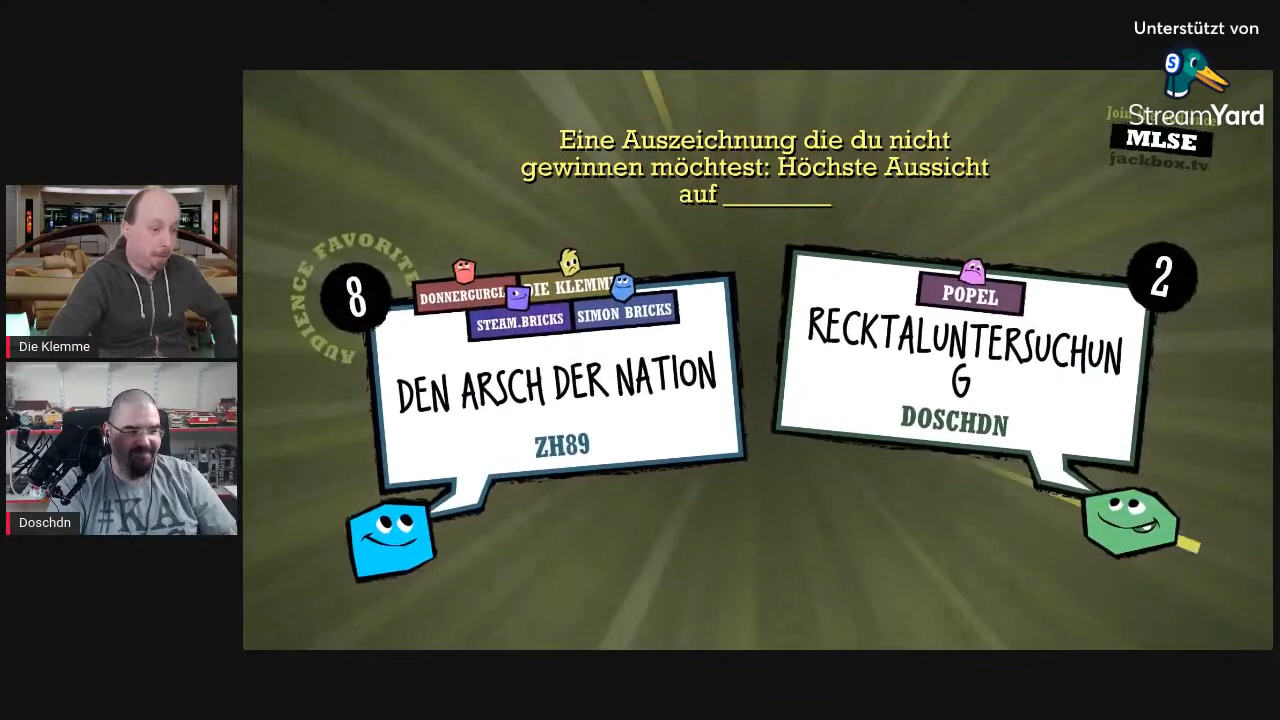 Unterstützt von
StreamYard
MLSE
jackbox.tv
Eine Auszeichnung die du nicht
gewinnen möchtest: Höchste Aussicht
auf ________
AUDIENCE FAVORITE
8
DONNERGURGL
DIE KLEMM
STEAM.BRICKS
SIMON BRICKS
DEN ARSCH DER NATION
ZH89
2
POPEL
RECKTALUNTERSUCHUN
G
DOSCHDN
Die Klemme
#KA
Doschdn